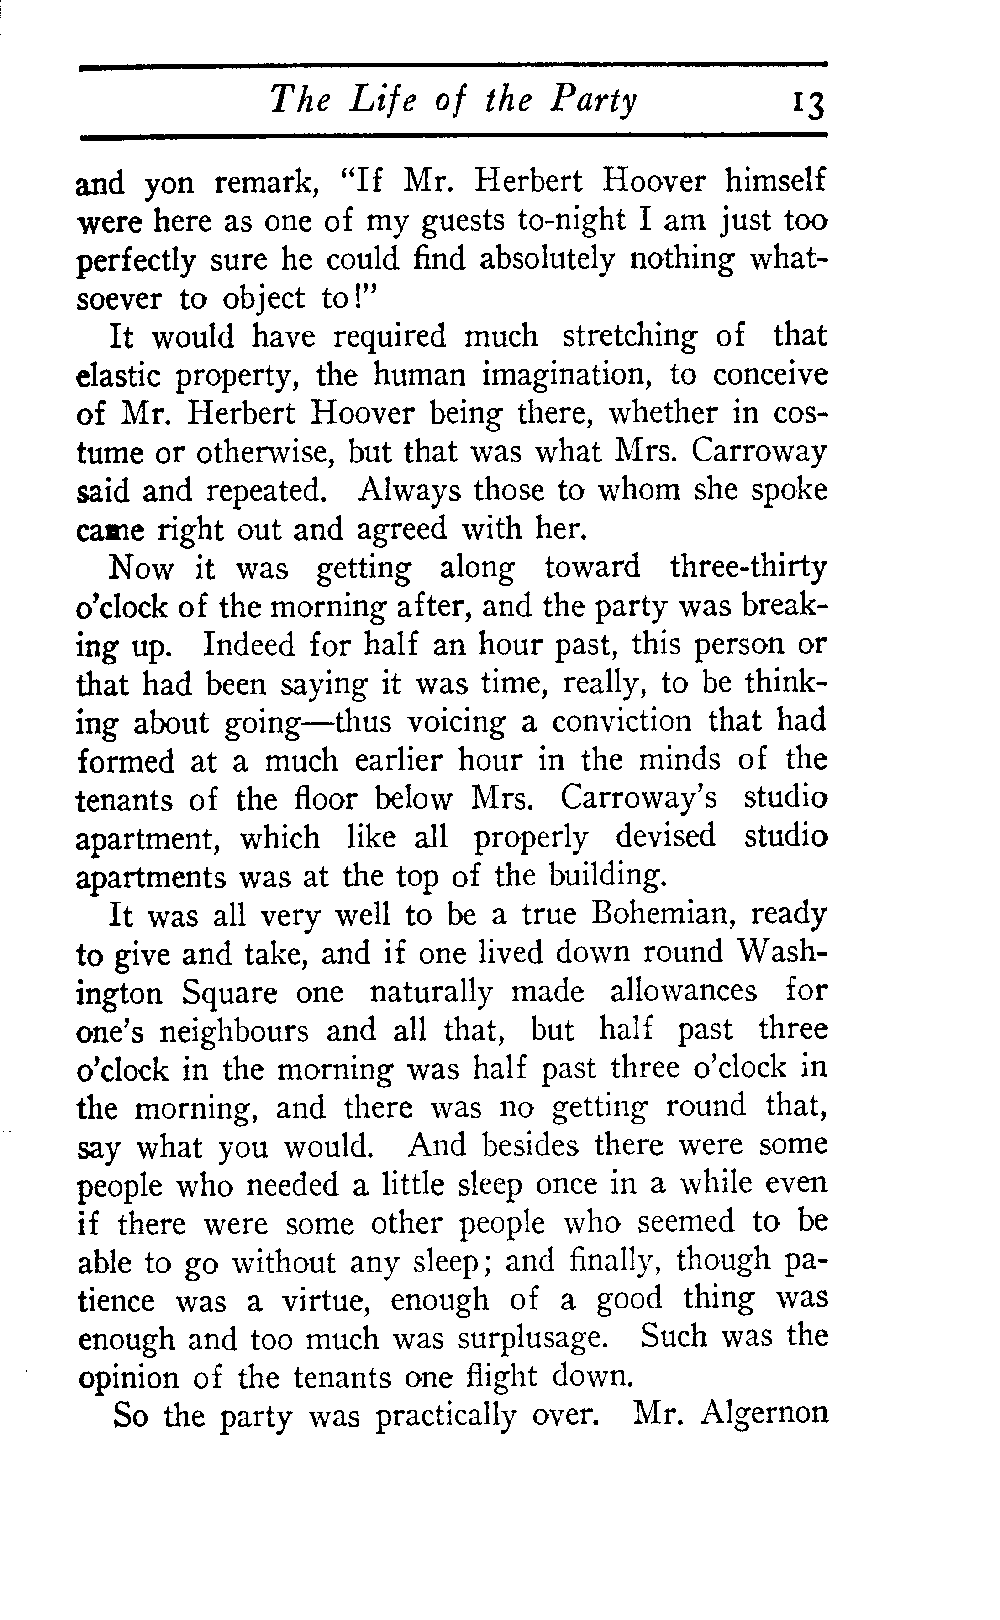 The Life of the Party 13
and yon remark, “If Mr. Herbert Hoover himself
were here as one of my guests to-night I am just too
perfectly sure he could find absolutely nothing what-
soever to object to!”
It would have required much stretching of that
elastic property, the human imagination, to conceive
of Mr. Herbert Hoover being there, whether in cos-
tume or otherwise, but that was what Mrs. Carroway
said and repeated. Always those to whom she spoke
came right out and agreed with her.
Now it was getting along toward three-thirty
o’clock of the morning after, and the party was break-
ing up. Indeed for half an hour past, this person or
that had been saying it was time, really, to be think-
ing about going—thus voicing a conviction that had
formed at a much earlier hour in the minds of the
tenants of the floor below Mrs. Carroway’s studio
apartment, which like all properly devised studio
apartments was at the top of the building.
It was all very well to be a true Bohemian, ready
to give and take, and if one lived down round Wash-
ington Square one naturally made allowances for
one’s neighbours and all that, but half past three
o’clock in the morning was half past three o’clock in
the morning, and there was no getting round that,
say what you would. And besides there were some
people who needed a little sleep once in a while even
if there were some other people who seemed to be
able to go without any sleep; and finally, though pa-
tience was a virtue, enough of a good thing was
enough and too much was surplusage. Such was the
opinion of the tenants one flight down.
So the party was practically over. Mr. Algernon